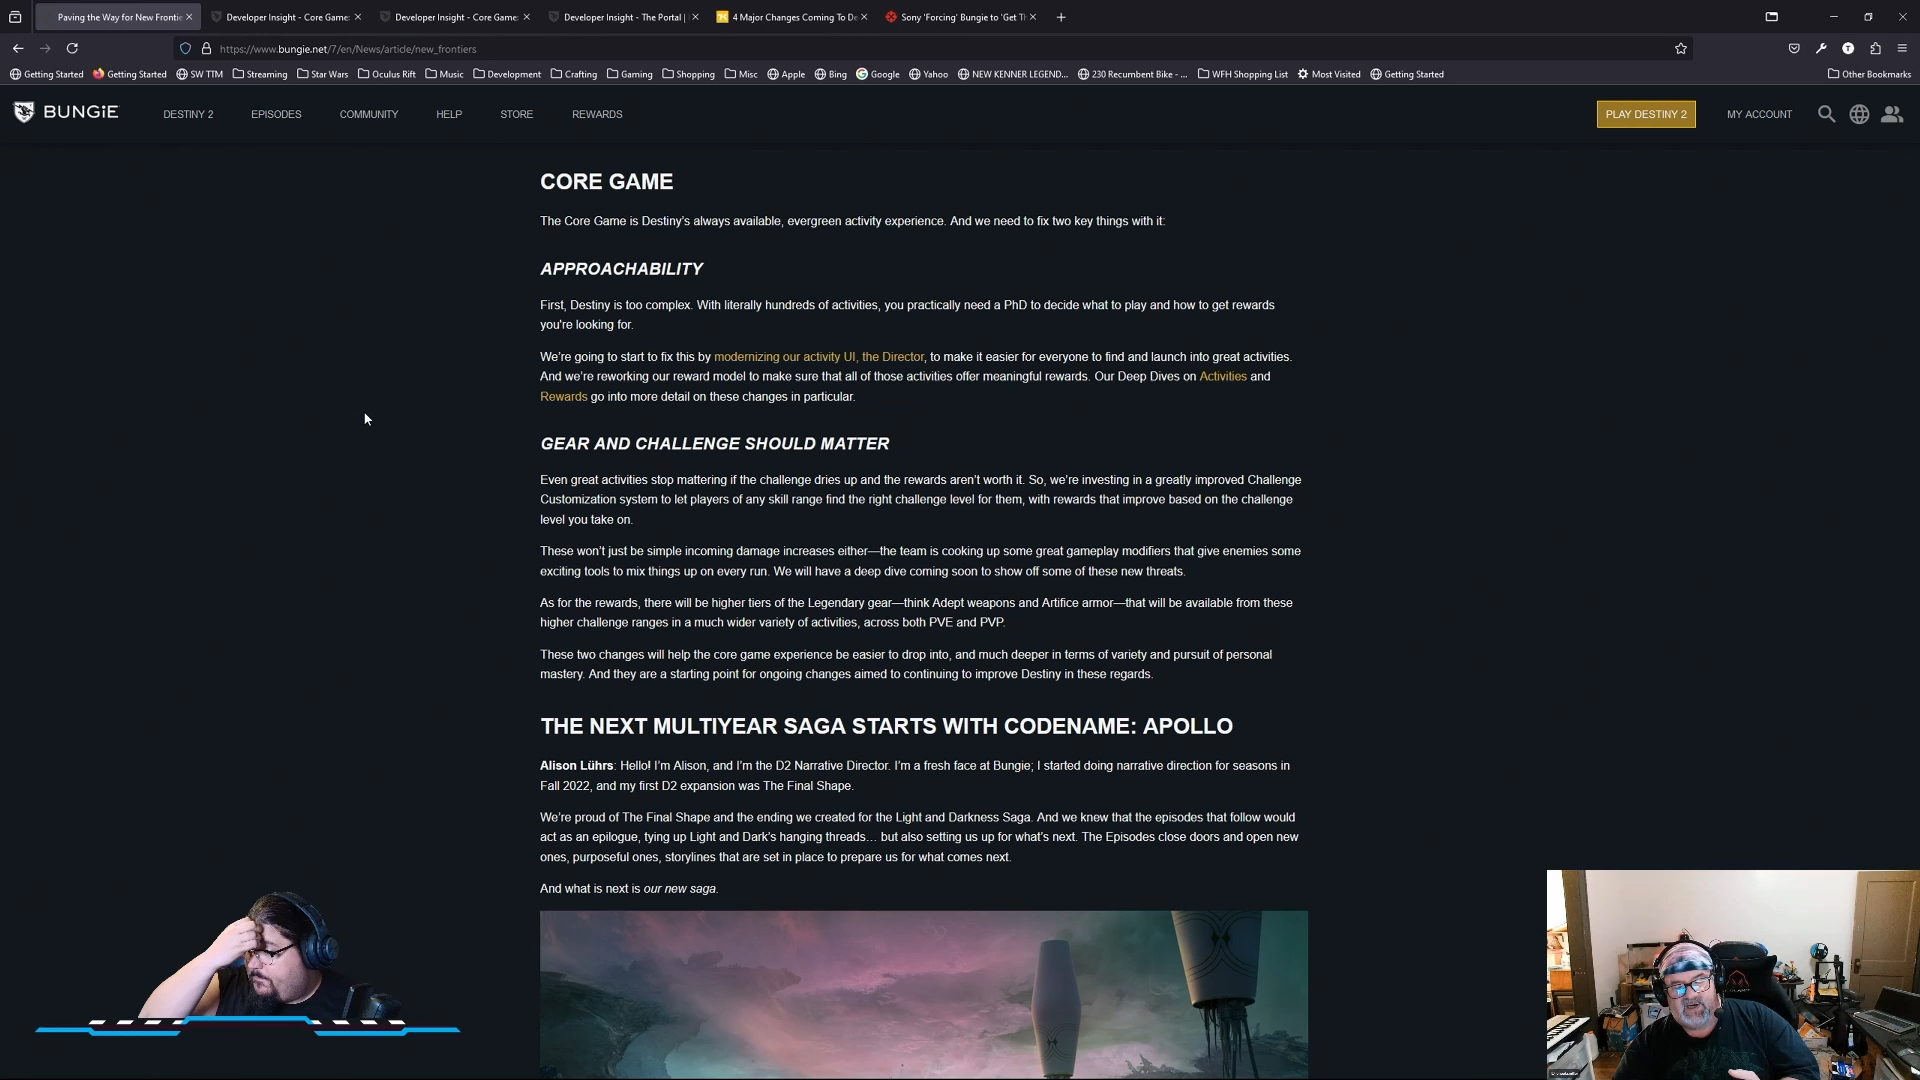 Paving the Way for New Frontie
Developer Insight - Core Game:
Developer Insight - Core Game:
Developer Insight - The Portal |
4 Major Changes Coming To De
Sony 'Forcing' Bungie to 'Get Th
https://www.bungie.net/7/en/News/article/new_frontiers
Getting Started
Getting Started
SW TTM
Streaming
Star Wars
Oculus Rift
Music
Development
Crafting
Gaming
Shopping
Misc
Apple
Bing
Google
Yahoo
NEW KENNER LEGEND...
230 Recumbent Bike - ...
WFH Shopping List
Most Visited
Getting Started
Other Bookmarks
BUNGiE
DESTINY 2
EPISODES
COMMUNITY
HELP
STORE
REWARDS
PLAY DESTINY 2
MY ACCOUNT
CORE GAME
The Core Game is Destiny's always available, evergreen activity experience. And we need to fix two key things with it:
APPROACHABILITY
First, Destiny is too complex. With literally hundreds of activities, you practically need a PhD to decide what to play and how to get rewards
you're looking for.
We're going to start to fix this by modernizing our activity UI, the Director, to make it easier for everyone to find and launch into great activities.
And we're reworking our reward model to make sure that all of those activities offer meaningful rewards. Our Deep Dives on Activities and
Rewards go into more detail on these changes in particular.
GEAR AND CHALLENGE SHOULD MATTER
Even great activities stop mattering if the challenge dries up and the rewards aren't worth it. So, we're investing in a greatly improved Challenge
Customization system to let players of any skill range find the right challenge level for them, with rewards that improve based on the challenge
level you take on.
These won't just be simple incoming damage increases either—the team is cooking up some great gameplay modifiers that give enemies some
exciting tools to mix things up on every run. We will have a deep dive coming soon to show off some of these new threats.
As for the rewards, there will be higher tiers of the Legendary gear—think Adept weapons and Artifice armor—that will be available from these
higher challenge ranges in a much wider variety of activities, across both PVE and PVP.
These two changes will help the core game experience be easier to drop into, and much deeper in terms of variety and pursuit of personal
mastery. And they are a starting point for ongoing changes aimed to continuing to improve Destiny in these regards.
THE NEXT MULTIYEAR SAGA STARTS WITH CODENAME: APOLLO
Alison Lührs: Hello! I'm Alison, and I'm the D2 Narrative Director. I'm a fresh face at Bungie; I started doing narrative direction for seasons in
Fall 2022, and my first D2 expansion was The Final Shape.
We're proud of The Final Shape and the ending we created for the Light and Darkness Saga. And we knew that the episodes that follow would
act as an epilogue, tying up Light and Dark's hanging threads… but also setting us up for what's next. The Episodes close doors and open new
ones, purposeful ones, storylines that are set in place to prepare us for what comes next.
And what is next is our new saga.